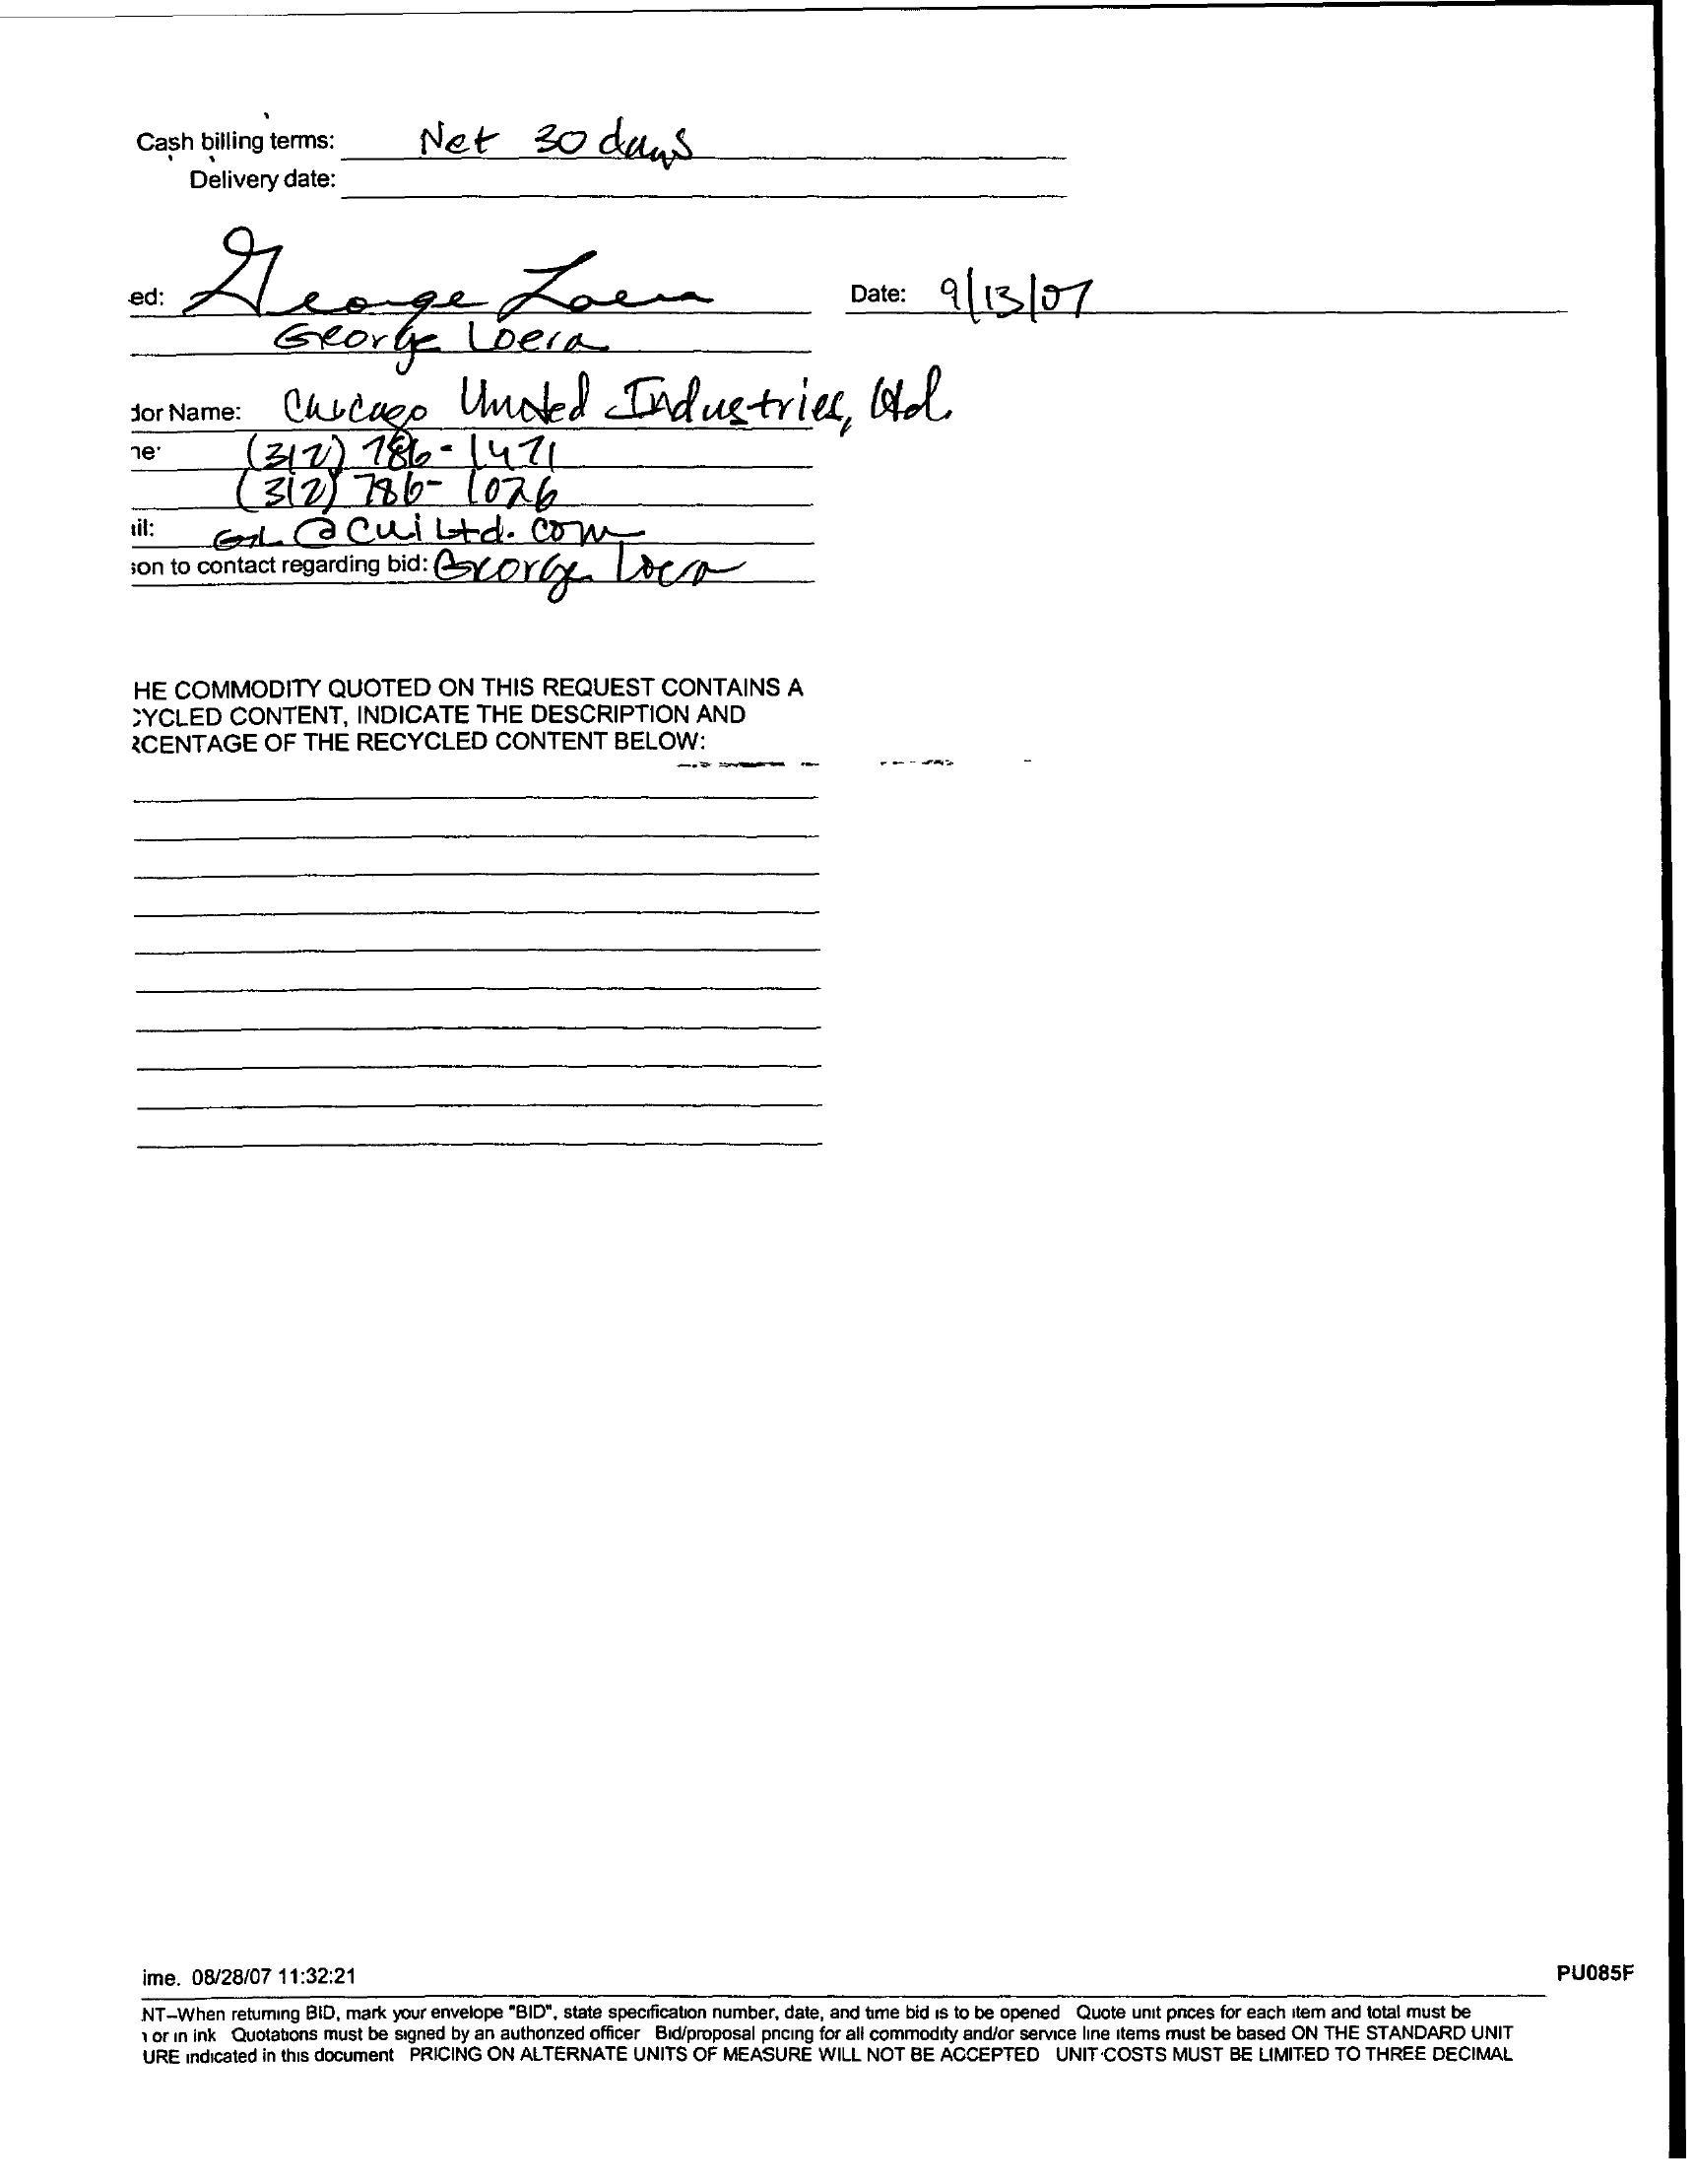 Cash billing terms: Net 30 days
Delivery date:
ed: George Loera Date: 9/13/07
George Loera
dor Name: Chicago United Industries, Ltd.
ne: (312) 786-1471
(312) 786-1026
ail: GL@CuiLtd.com
son to contact regarding bid: George Loera
HE COMMODITY QUOTED ON THIS REQUEST CONTAINS A
CYCLED CONTENT, INDICATE THE DESCRIPTION AND
RCENTAGE OF THE RECYCLED CONTENT BELOW:
ime. 08/28/07 11:32:21 PU085F
NT-When returning BID, mark your envelope "BID", state specification number, date, and time bid is to be opened Quote unit prices for each item and total must be
or in ink Quotations must be signed by an authorized officer Bid/proposal pricing for all commodity and/or service line items must be based ON THE STANDARD UNIT
URE indicated in this document PRICING ON ALTERNATE UNITS OF MEASURE WILL NOT BE ACCEPTED UNIT COSTS MUST BE LIMITED TO THREE DECIMAL